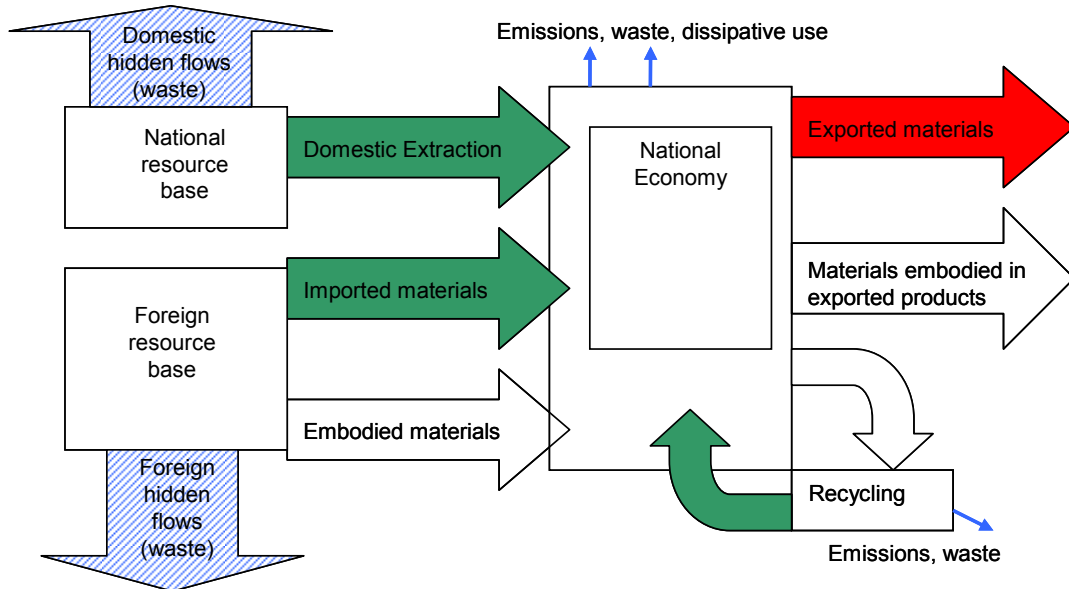 Emissions, waste, dissipative use
Domestic
hidden flows
(waste)
National
resource
base
Domestic Extraction
National
Economy
Exported materials
Foreign
resource
base
Imported materials
Materials embodied in
exported products
Embodied materials
Foreign
hidden
flows
(waste)
Recycling
Emissions, waste